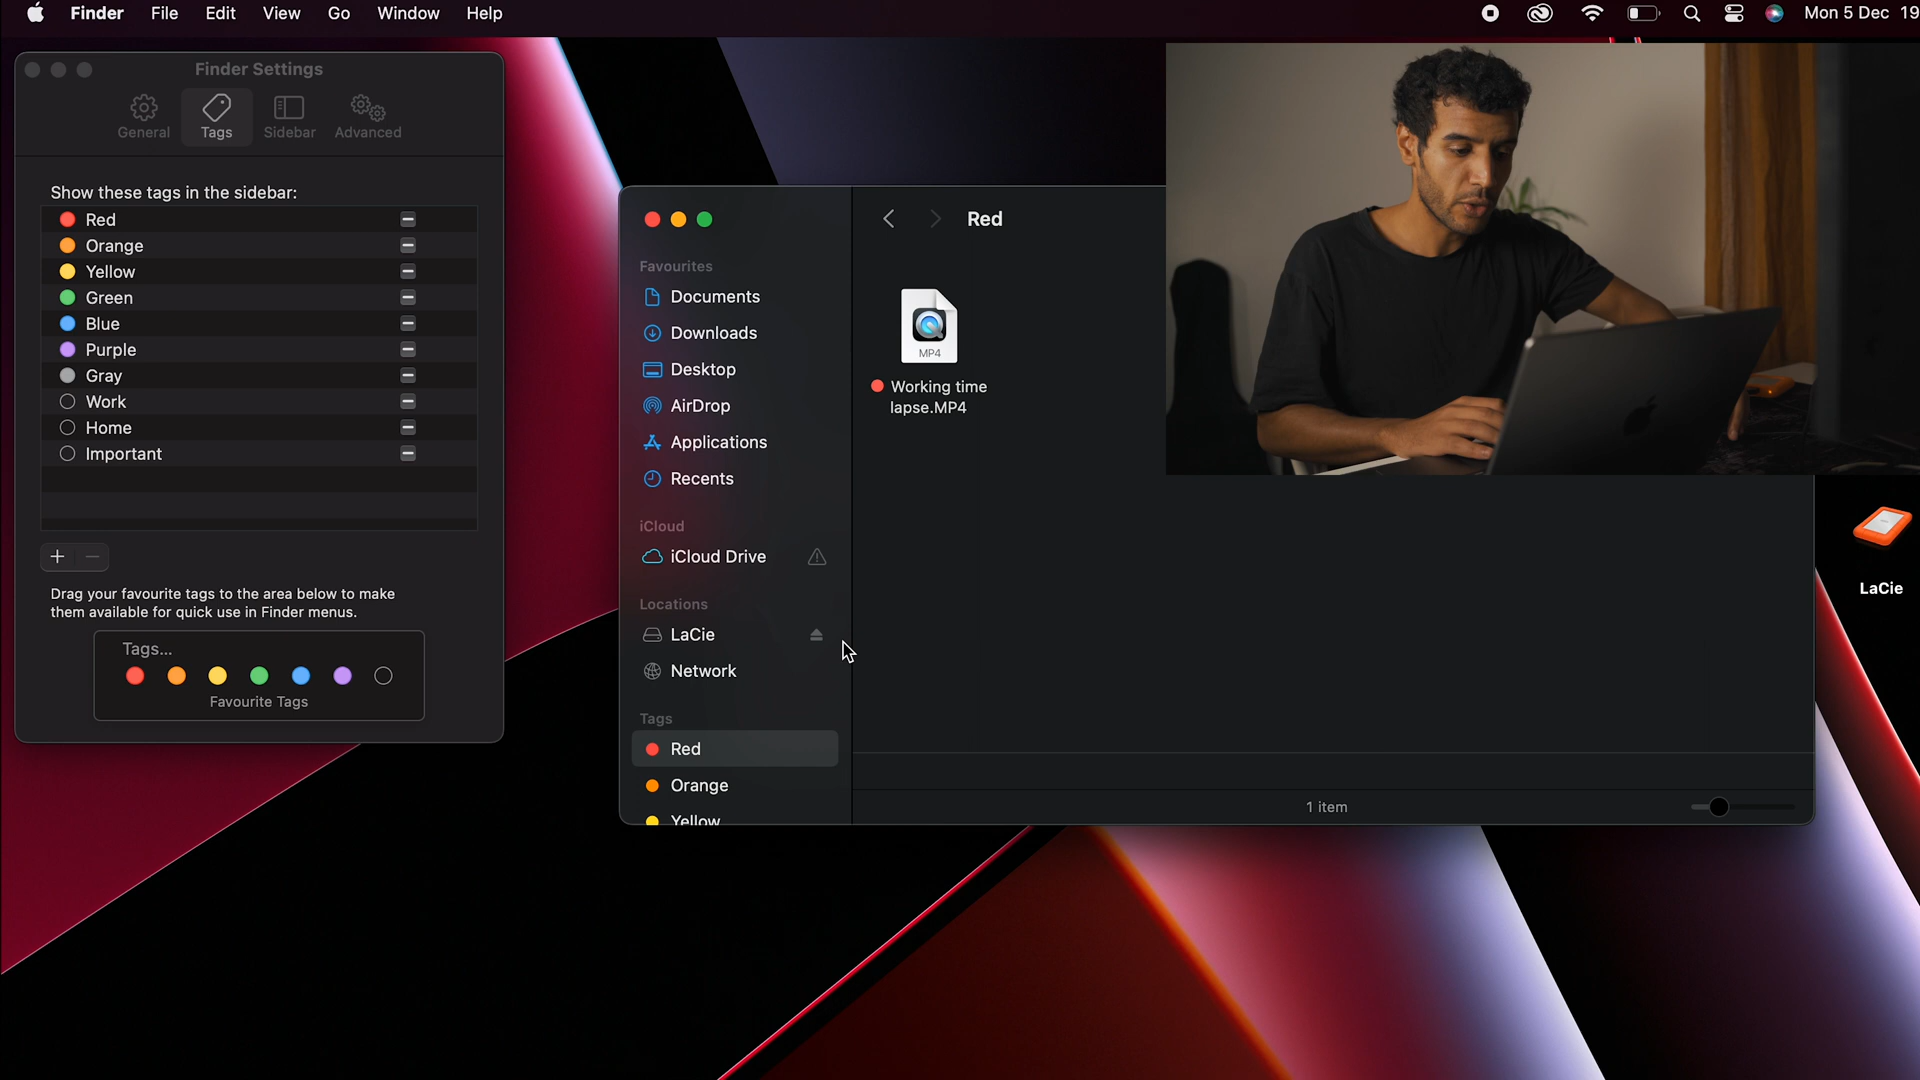 Finder File Edit View Go Window Help
Mon 5 Dec 19
Finder Settings
General Tags Sidebar Advanced
Show these tags in the sidebar:
Red
Orange
Yellow
Green
Blue
Purple
Gray
Work
Home
Important
Drag your favourite tags to the area below to make
them available for quick use in Finder menus.
Tags...
Favourite Tags
Favourites
Documents
Downloads
Desktop
AirDrop
Applications
Recents
iCloud
iCloud Drive
Locations
LaCie
Network
Tags
Red
Orange
Yellow
Red
MP4
Working time
lapse.MP4
1 item
LaCie